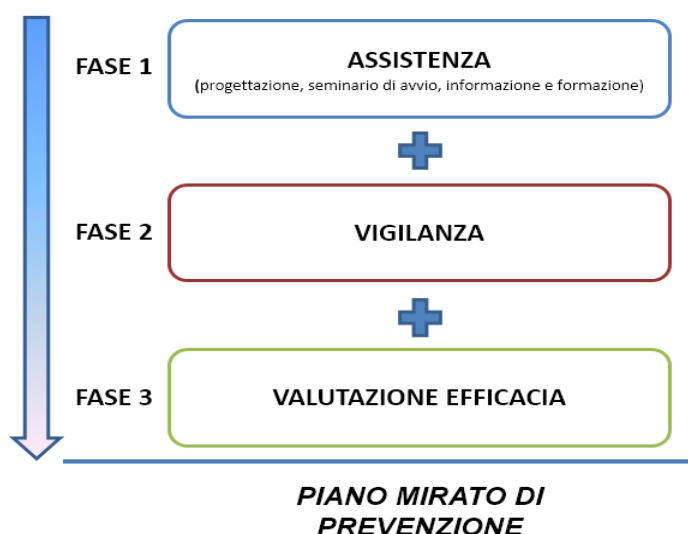 FASE 1
ASSISTENZA
(progettazione, seminario di avvio, informazione e formazione)
FASE 2
VIGILANZA
FASE 3
VALUTAZIONE EFFICACIA
PIANO MIRATO DI
PREVENZIONE